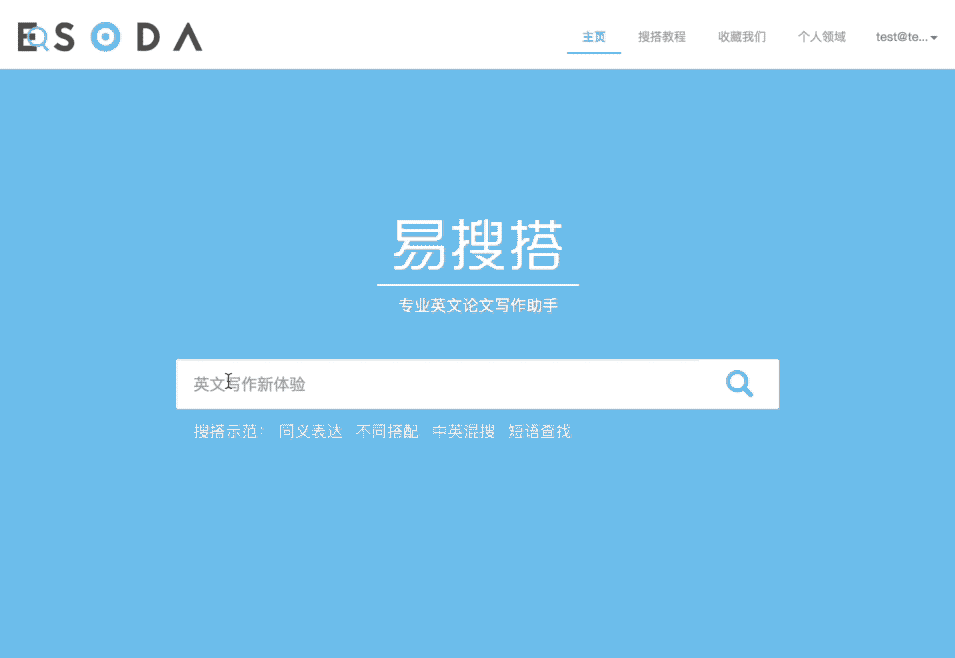 ESODA
主页 搜搭教程 收藏我们 个人领域 test@te...
易搜搭
专业英文论文写作助手
英文写作新体验
搜搭示范： 同义表达 不同搭配 中英混搜 短语查找